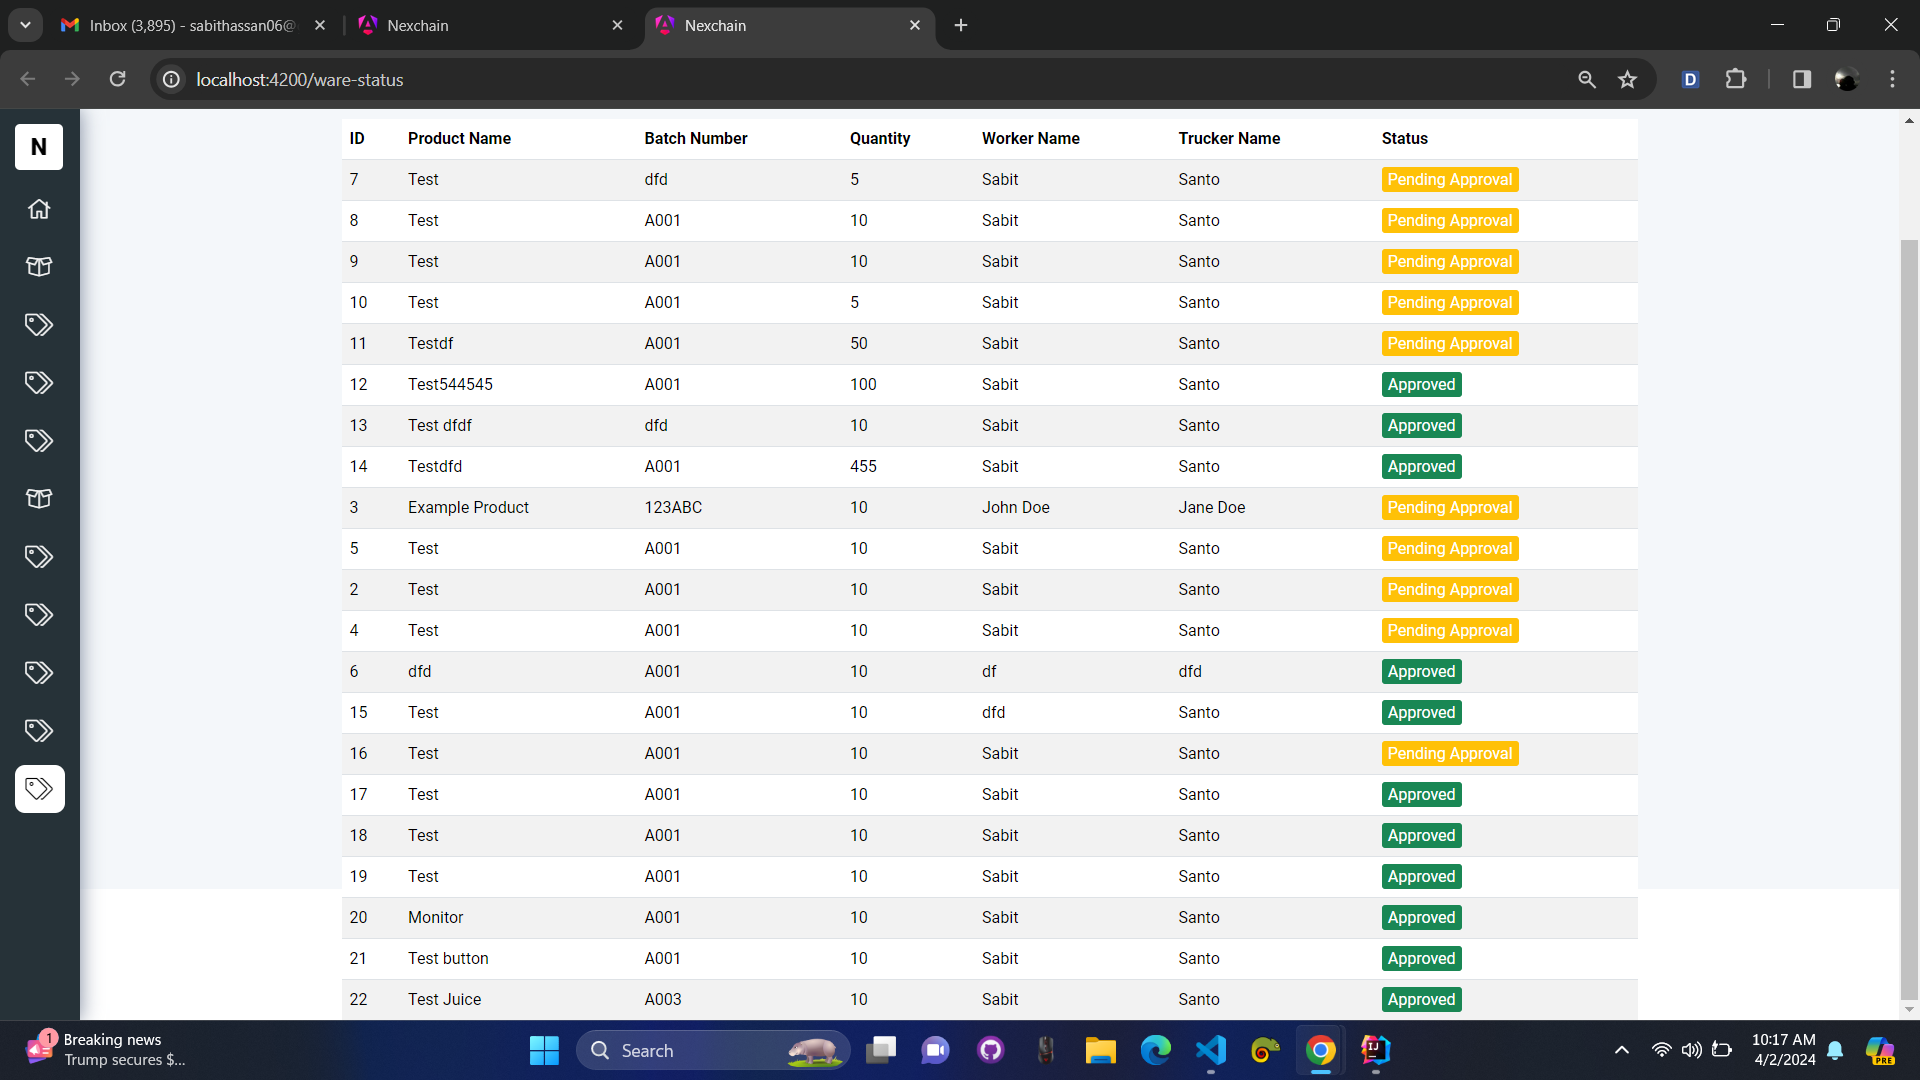 Inbox (3,895) - sabithassan06@
Nexchain
Nexchain
localhost:4200/ware-status
D
N
ID Product Name Batch Number Quantity Worker Name Trucker Name Status
7 Test dfd 5 Sabit Santo Pending Approval
8 Test A001 10 Sabit Santo Pending Approval
9 Test A001 10 Sabit Santo Pending Approval
10 Test A001 5 Sabit Santo Pending Approval
11 Testdf A001 50 Sabit Santo Pending Approval
12 Test544545 A001 100 Sabit Santo Approved
13 Test dfdf dfd 10 Sabit Santo Approved
14 Testdfd A001 455 Sabit Santo Approved
3 Example Product 123ABC 10 John Doe Jane Doe Pending Approval
5 Test A001 10 Sabit Santo Pending Approval
2 Test A001 10 Sabit Santo Pending Approval
4 Test A001 10 Sabit Santo Pending Approval
6 dfd A001 10 df dfd Approved
15 Test A001 10 dfd Santo Approved
16 Test A001 10 Sabit Santo Pending Approval
17 Test A001 10 Sabit Santo Approved
18 Test A001 10 Sabit Santo Approved
19 Test A001 10 Sabit Santo Approved
20 Monitor A001 10 Sabit Santo Approved
21 Test button A001 10 Sabit Santo Approved
22 Test Juice A003 10 Sabit Santo Approved
1
Breaking news
Trump secures $...
Search
IJ
10:17 AM
4/2/2024
PRE